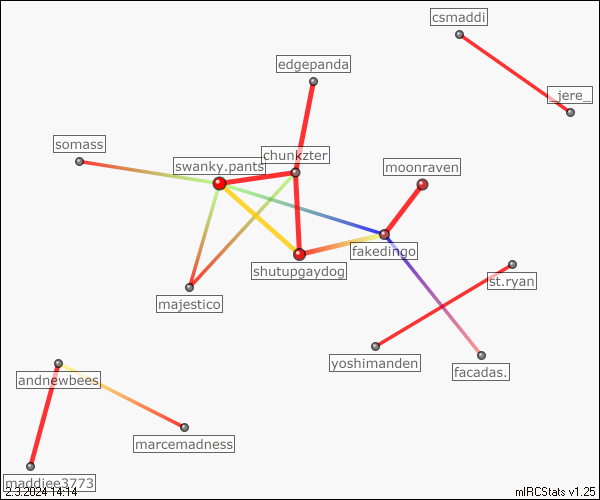 csmaddi
edgepanda
_jere_
somass
chunkzter
swanky.pants
moonraven
fakedingo
shutupgaydog
st.ryan
majestico
yoshimanden
facadas.
andnewbees
marcemadness
maddiee3773
2.3.2024 14:14
mIRCStats v1.25